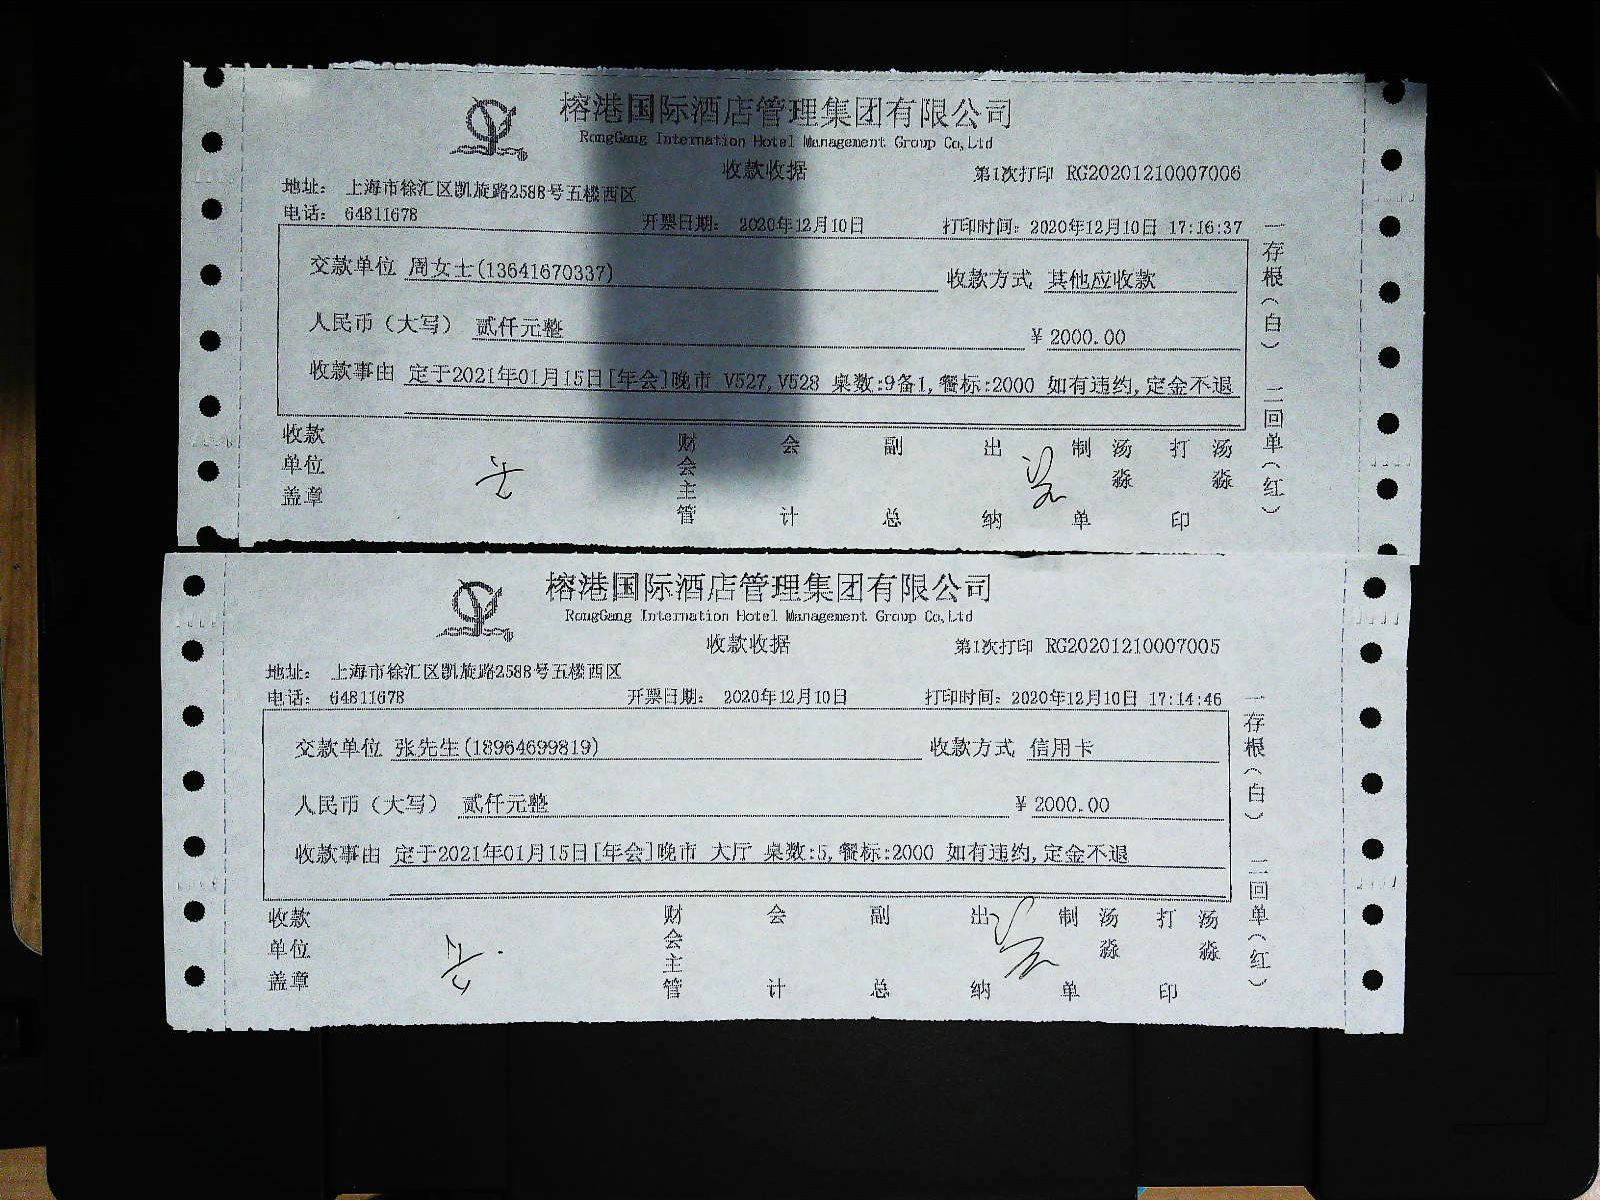 榕港国际酒店管理集团有限公司
RongGang Internation Hotel Management Group Co,Ltd
收款收据 第1次打印 RG20201210007006
地址： 上海市徐汇区凯旋路2588号五楼西区
电话： 64811678 开票日期： 2020年12月10日 打印时间：2020年12月10日 17:16:37
交款单位 周女士(13641670337) 收款方式 其他应收款
人民币（大写） 贰仟元整 ¥ 2000.00
收款事由 定于2021年01月15日[年会]晚市 V527,V528 桌数:9备1,餐标:2000 如有违约,定金不退
收款单位盖章 财会主管 会计 副总 出纳 制单 汤淼 打印 汤淼
一存根（白） 二回单（红）
榕港国际酒店管理集团有限公司
RongGang Internation Hotel Management Group Co,Ltd
收款收据 第1次打印 RG20201210007005
地址： 上海市徐汇区凯旋路2588号五楼西区
电话： 64811678 开票日期： 2020年12月10日 打印时间：2020年12月10日 17:14:46
交款单位 张先生(18964699819) 收款方式 信用卡
人民币（大写） 贰仟元整 ¥ 2000.00
收款事由 定于2021年01月15日[年会]晚市 大厅 桌数:5,餐标:2000 如有违约,定金不退
收款单位盖章 财会主管 会计 副总 出纳 制单 汤淼 打印 汤淼
一存根（白） 二回单（红）